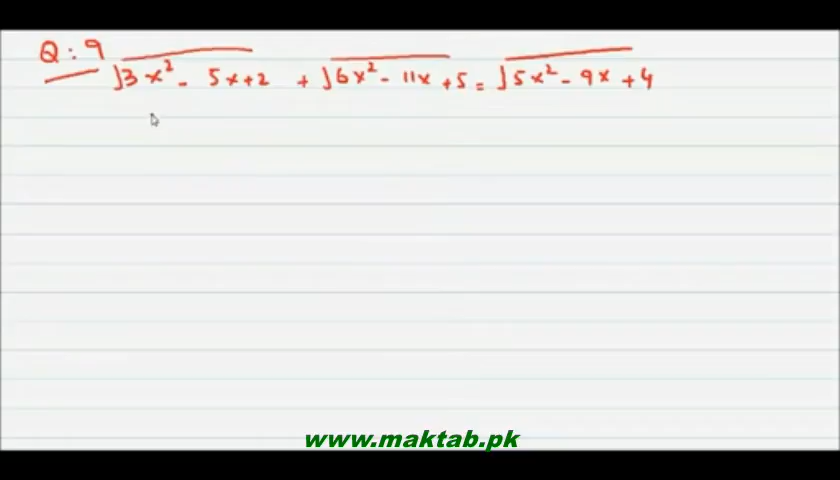 Q : 9
√3x² - 5x+2 + √6x² - 11x +5 = √5x² - 9x +4
www.maktab.pk